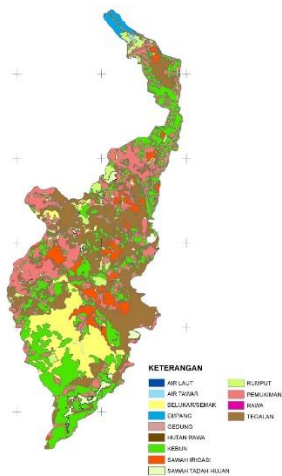 KETERANGAN
AIR LAUT
AIR TAWAR
BELUKAR/SEMAK
EMPANG
GEDUNG
HUTAN RAWA
KEBUN
SAWAH IRIGASI
SAWAH TADAH HUJAN
RUMPUT
PEMUKIMAN
RAWA
TEGALAN